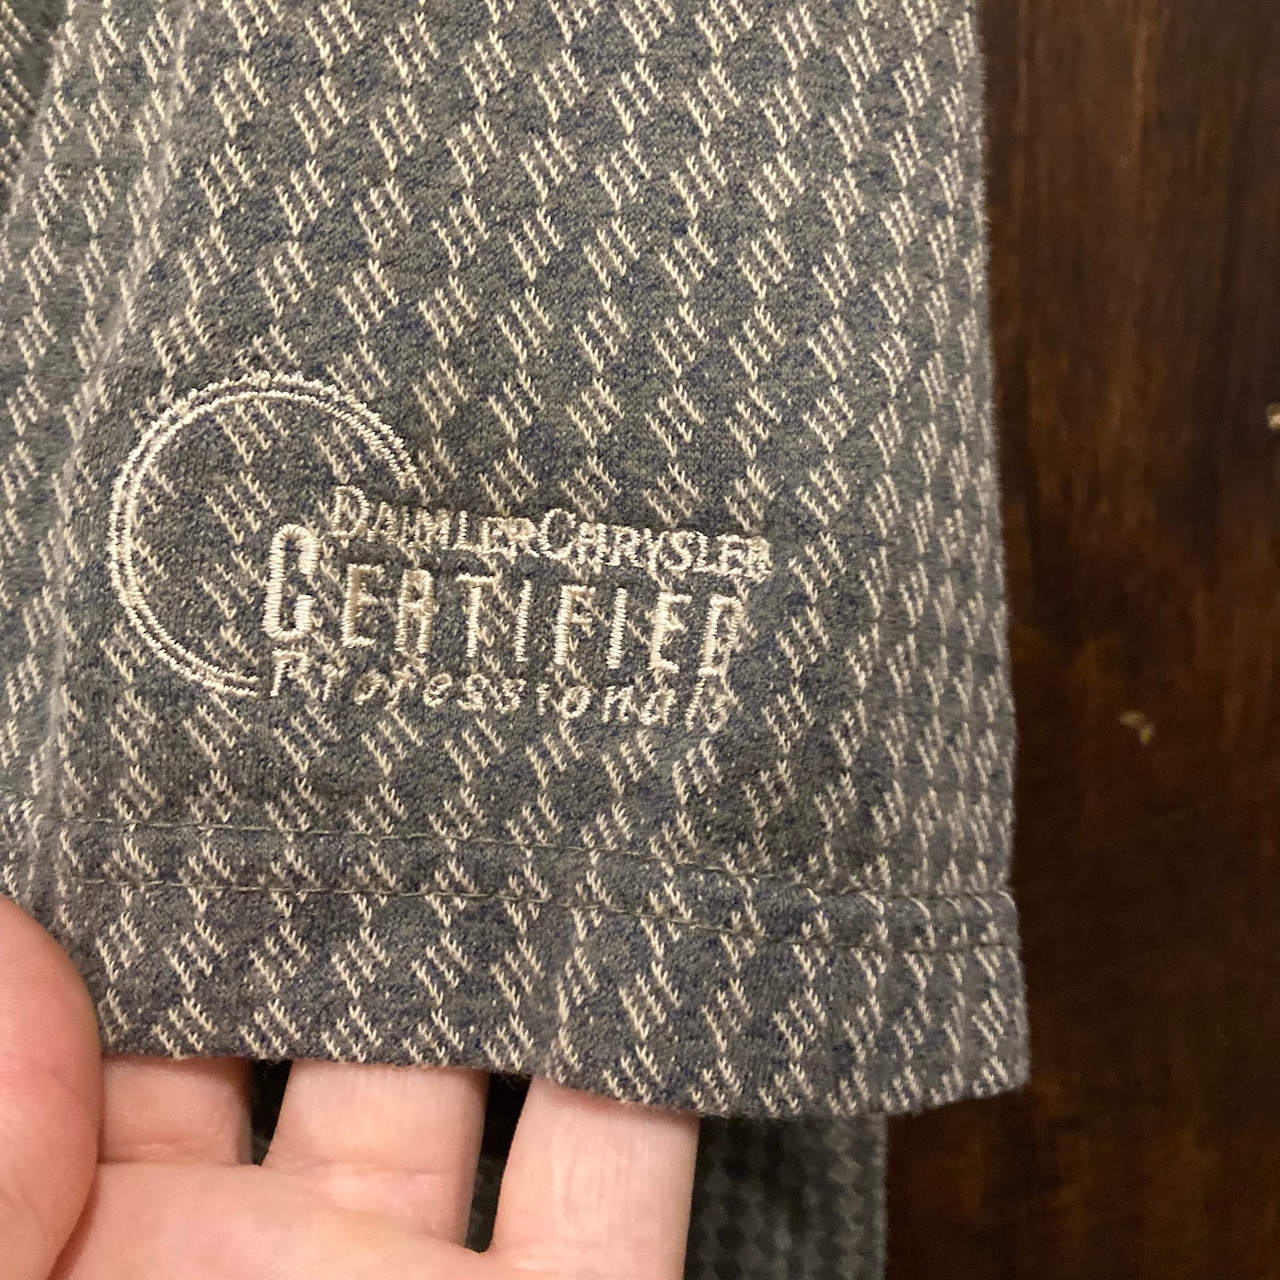 DAIMLERCHRYSLER
CERTIFIED
Professionals